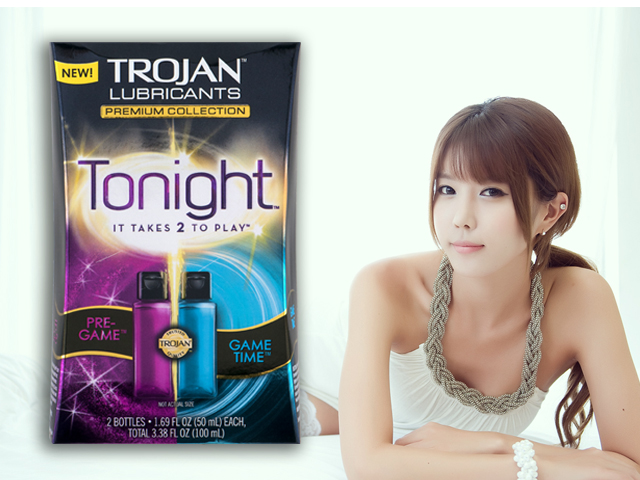 NEW!
TROJAN™
LUBRICANTS
PREMIUM COLLECTION
Tonight™
IT TAKES 2 TO PLAY™
PRE-
GAME™
GAME
TIME™
TROJAN
NOT ACTUAL SIZE
2 BOTTLES • 1.69 FL OZ (50 mL) EACH,
TOTAL 3.38 FL OZ (100 mL)